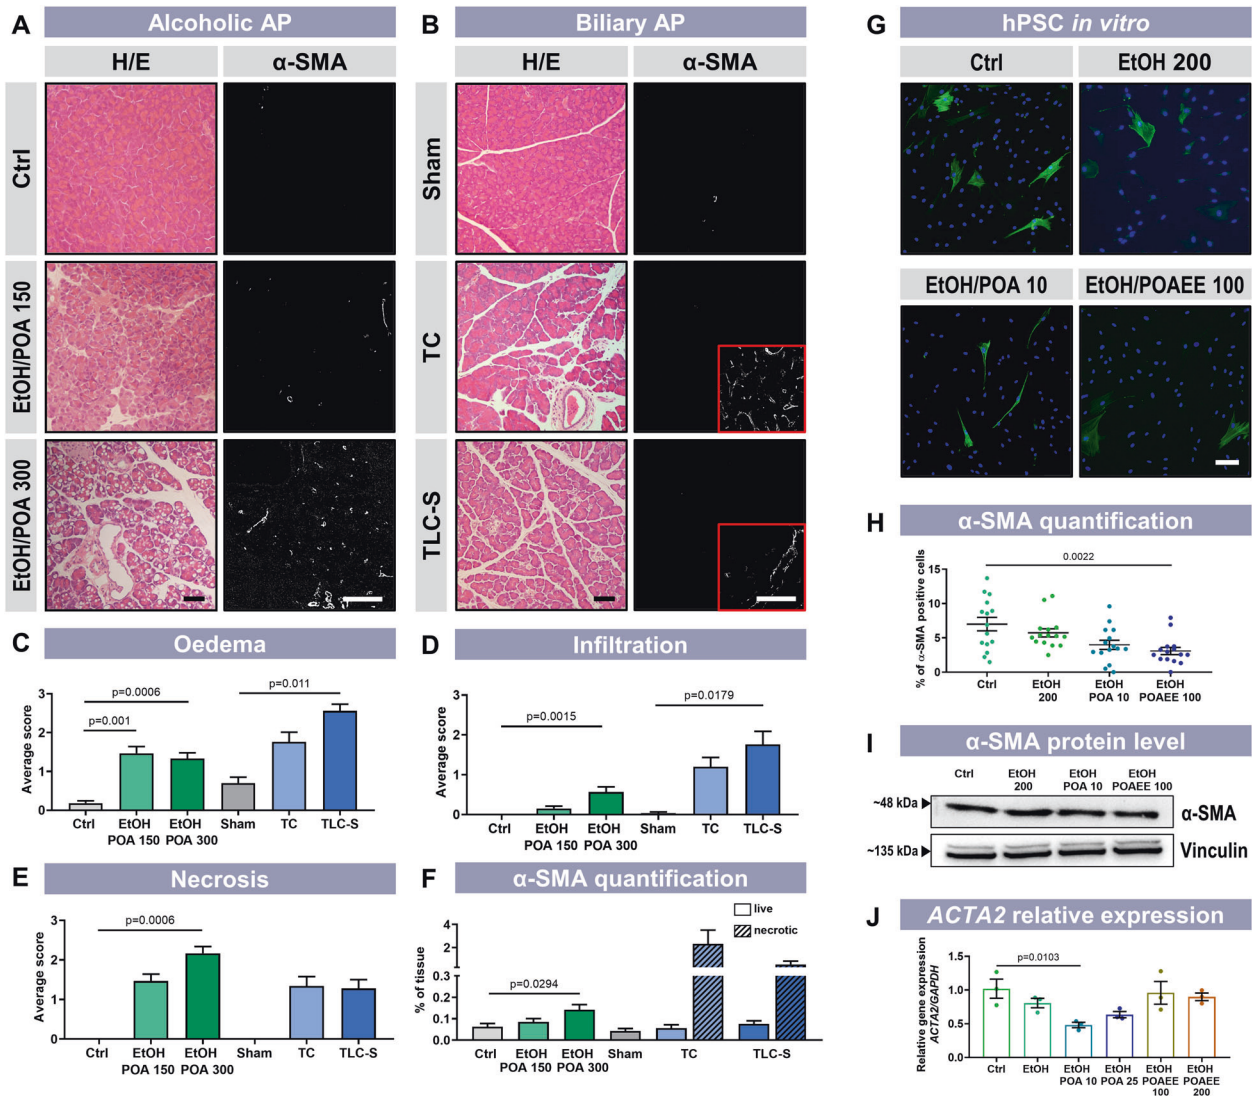 A
Alcoholic AP
H/E
α-SMA
Ctrl
EtOH/POA 150
EtOH/POA 300
B
Biliary AP
H/E
α-SMA
Sham
TC
TLC-S
C
Oedema
Average score
3
2
1
0
p=0.0006
p=0.001
p=0.011
Ctrl
EtOH
POA 150
EtOH
POA 300
Sham
TC
TLC-S
D
Infiltration
Average score
3
2
1
0
p=0.0015
p=0.0179
Ctrl
EtOH
POA 150
EtOH
POA 300
Sham
TC
TLC-S
E
Necrosis
Average score
3
2
1
0
p=0.0006
Ctrl
EtOH
POA 150
EtOH
POA 300
Sham
TC
TLC-S
F
α-SMA quantification
live
necrotic
% of tissue
4
2
0.3
0.2
0.1
0.0
p=0.0294
Ctrl
EtOH
POA 150
EtOH
POA 300
Sham
TC
TLC-S
G
hPSC in vitro
Ctrl
EtOH 200
EtOH/POA 10
EtOH/POAEE 100
H
α-SMA quantification
% of α-SMA positive cells
15
10
5
0
0.0022
Ctrl
EtOH
200
EtOH
POA 10
EtOH
POAEE 100
I
α-SMA protein level
Ctrl
EtOH
200
EtOH
POA 10
EtOH
POAEE 100
~48 kDa
α-SMA
~135 kDa
Vinculin
J
ACTA2 relative expression
Relative gene expression
ACTA2/GAPDH
1.5
1.0
0.5
0.0
p=0.0103
Ctrl
EtOH
EtOH
POA 10
EtOH
POA 25
EtOH
POAEE
100
EtOH
POAEE
200